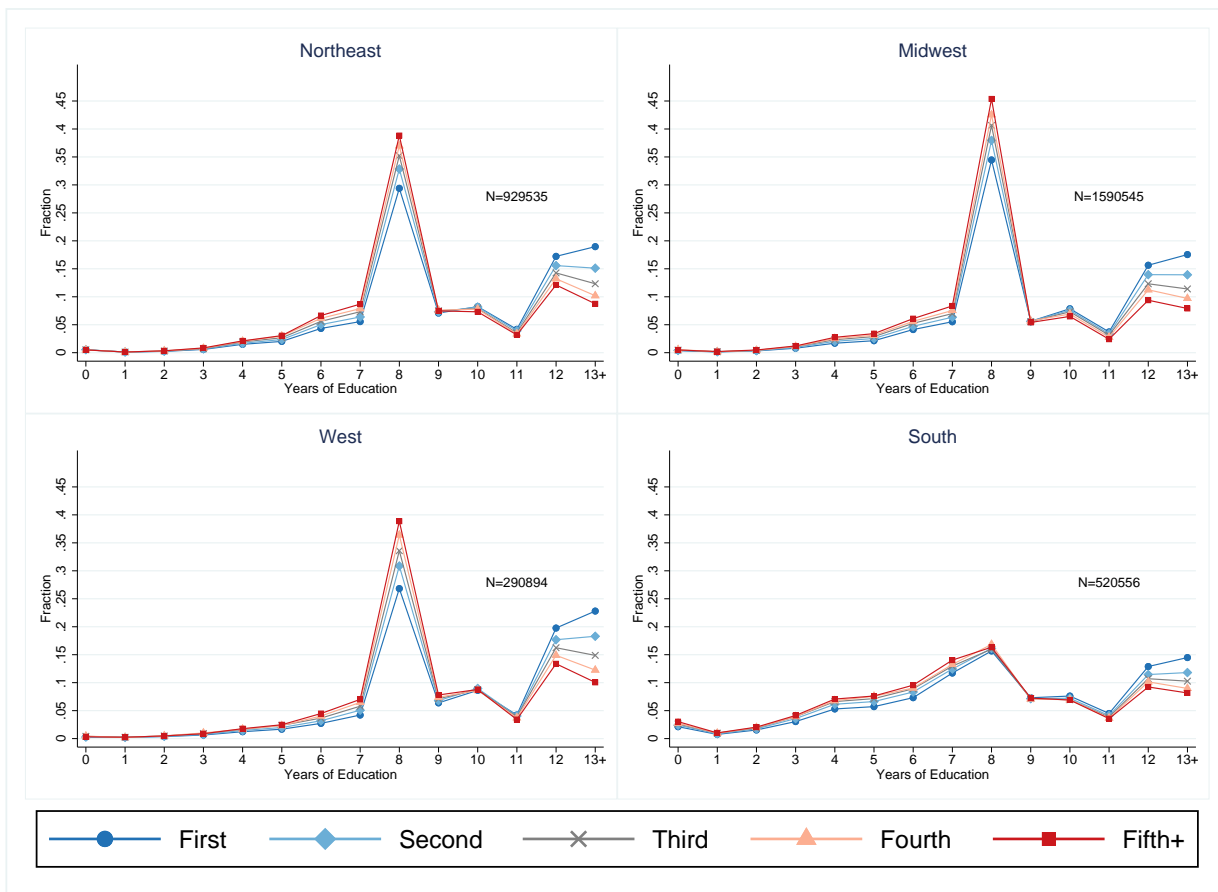 Northeast
Fraction
0 .05 .1 .15 .2 .25 .3 .35 .4 .45
N=929535
0 1 2 3 4 5 6 7 8 9 10 11 12 13+
Years of Education
Midwest
Fraction
0 .05 .1 .15 .2 .25 .3 .35 .4 .45
N=1590545
0 1 2 3 4 5 6 7 8 9 10 11 12 13+
Years of Education
West
Fraction
0 .05 .1 .15 .2 .25 .3 .35 .4 .45
N=290894
0 1 2 3 4 5 6 7 8 9 10 11 12 13+
Years of Education
South
Fraction
0 .05 .1 .15 .2 .25 .3 .35 .4 .45
N=520556
0 1 2 3 4 5 6 7 8 9 10 11 12 13+
Years of Education
First Second Third Fourth Fifth+